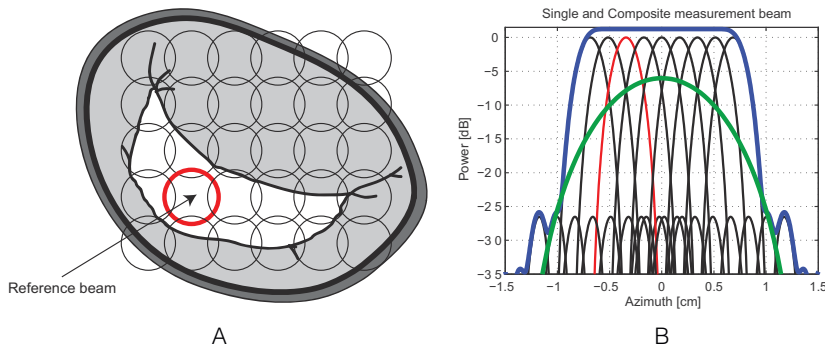 Reference beam
A
Single and Composite measurement beam
Power [dB]
0
−5
−10
−15
−20
−25
−30
−35
−1.5
−1
−0.5
0
0.5
1
1.5
Azimuth [cm]
B